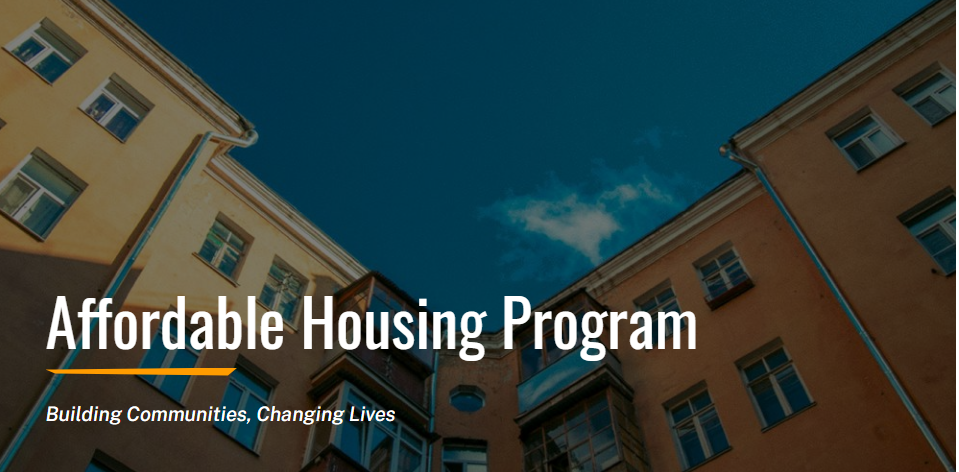 Affordable Housing Program
Building Communities, Changing Lives